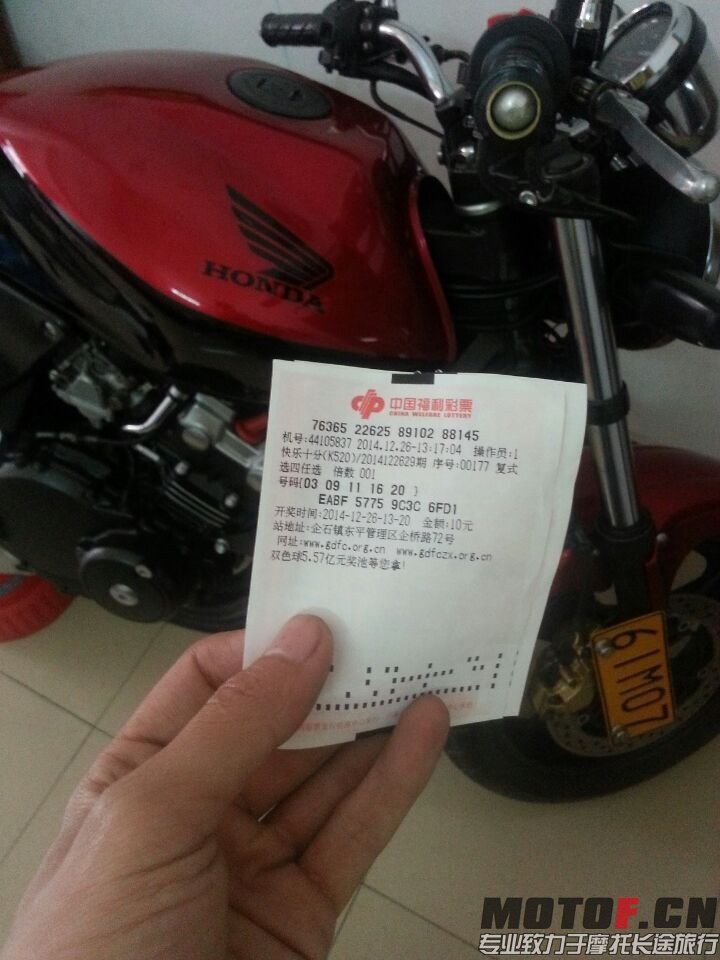 HONDA
中国福利彩票
CHINA WELFARE LOTTERY
76365 22625 89102 88145
机号:44105837 2014.12.26-13:17:04 操作员:1
快乐十分(K520)/2014122629期 序号:00177 复式
选四任选 倍数 001
号码(03 09 11 16 20 )
EABF 5775 9C3C 6FD1
开奖时间:2014-12-26-13-20 金额:10元
站地址:企石镇东平管理区企桥路72号
网址:www.gdfc.org.cn www.gdfczx.org.cn
双色球5.57亿元奖池等您拿!
61M07
MOTOF.CN
专业致力于摩托长途旅行